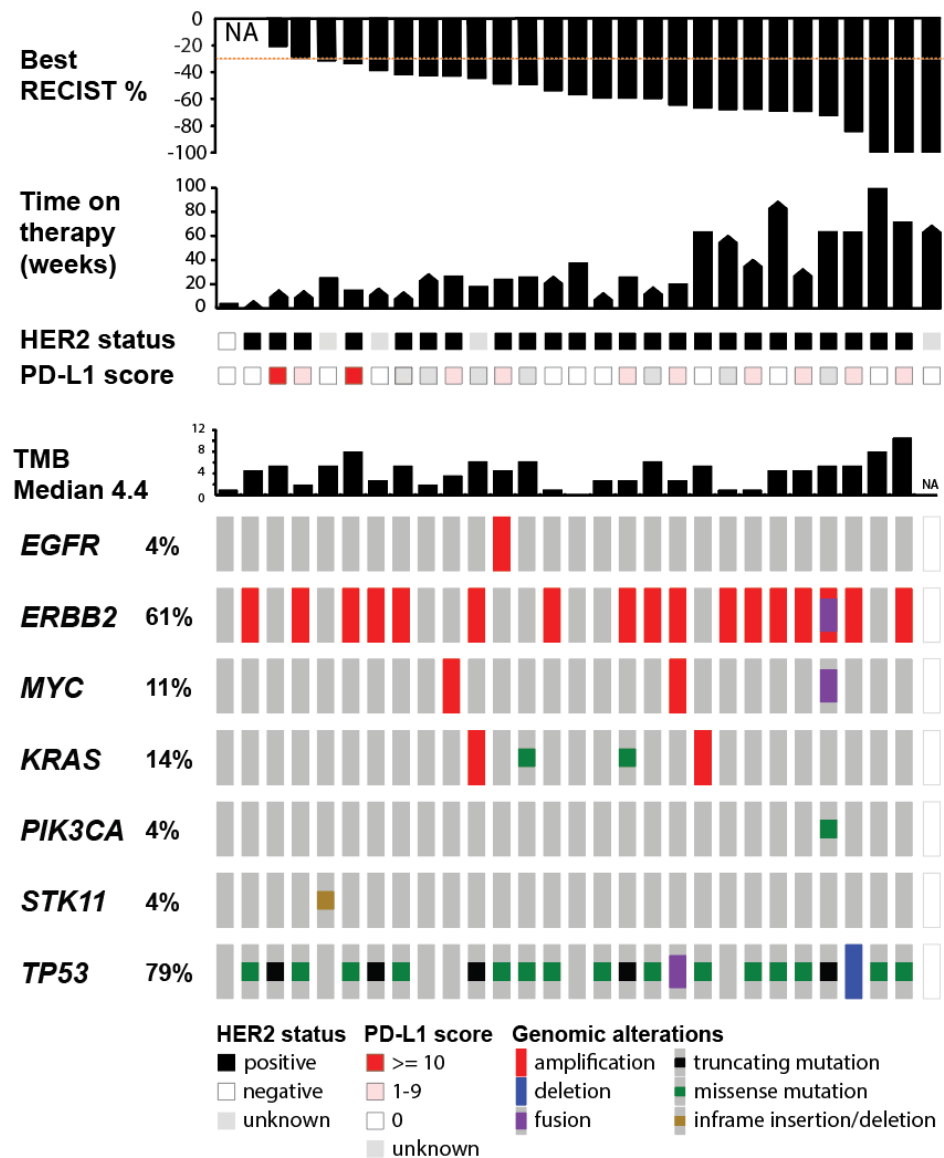 0
NA
-20
Best
-40
RECIST %
-60
-80
-100
100
Time on
80
therapy
60
(weeks)
40
20
0
HER2 status
PD-L1 score
12
TMB
8
Median 4.4
4
0
NA
EGFR 4%
ERBB2 61%
MYC 11%
KRAS 14%
PIK3CA 4%
STK11 4%
TP53 79%
HER2 status PD-L1 score Genomic alterations
positive >= 10 amplification truncating mutation
negative 1-9 deletion missense mutation
unknown 0 fusion inframe insertion/deletion
unknown